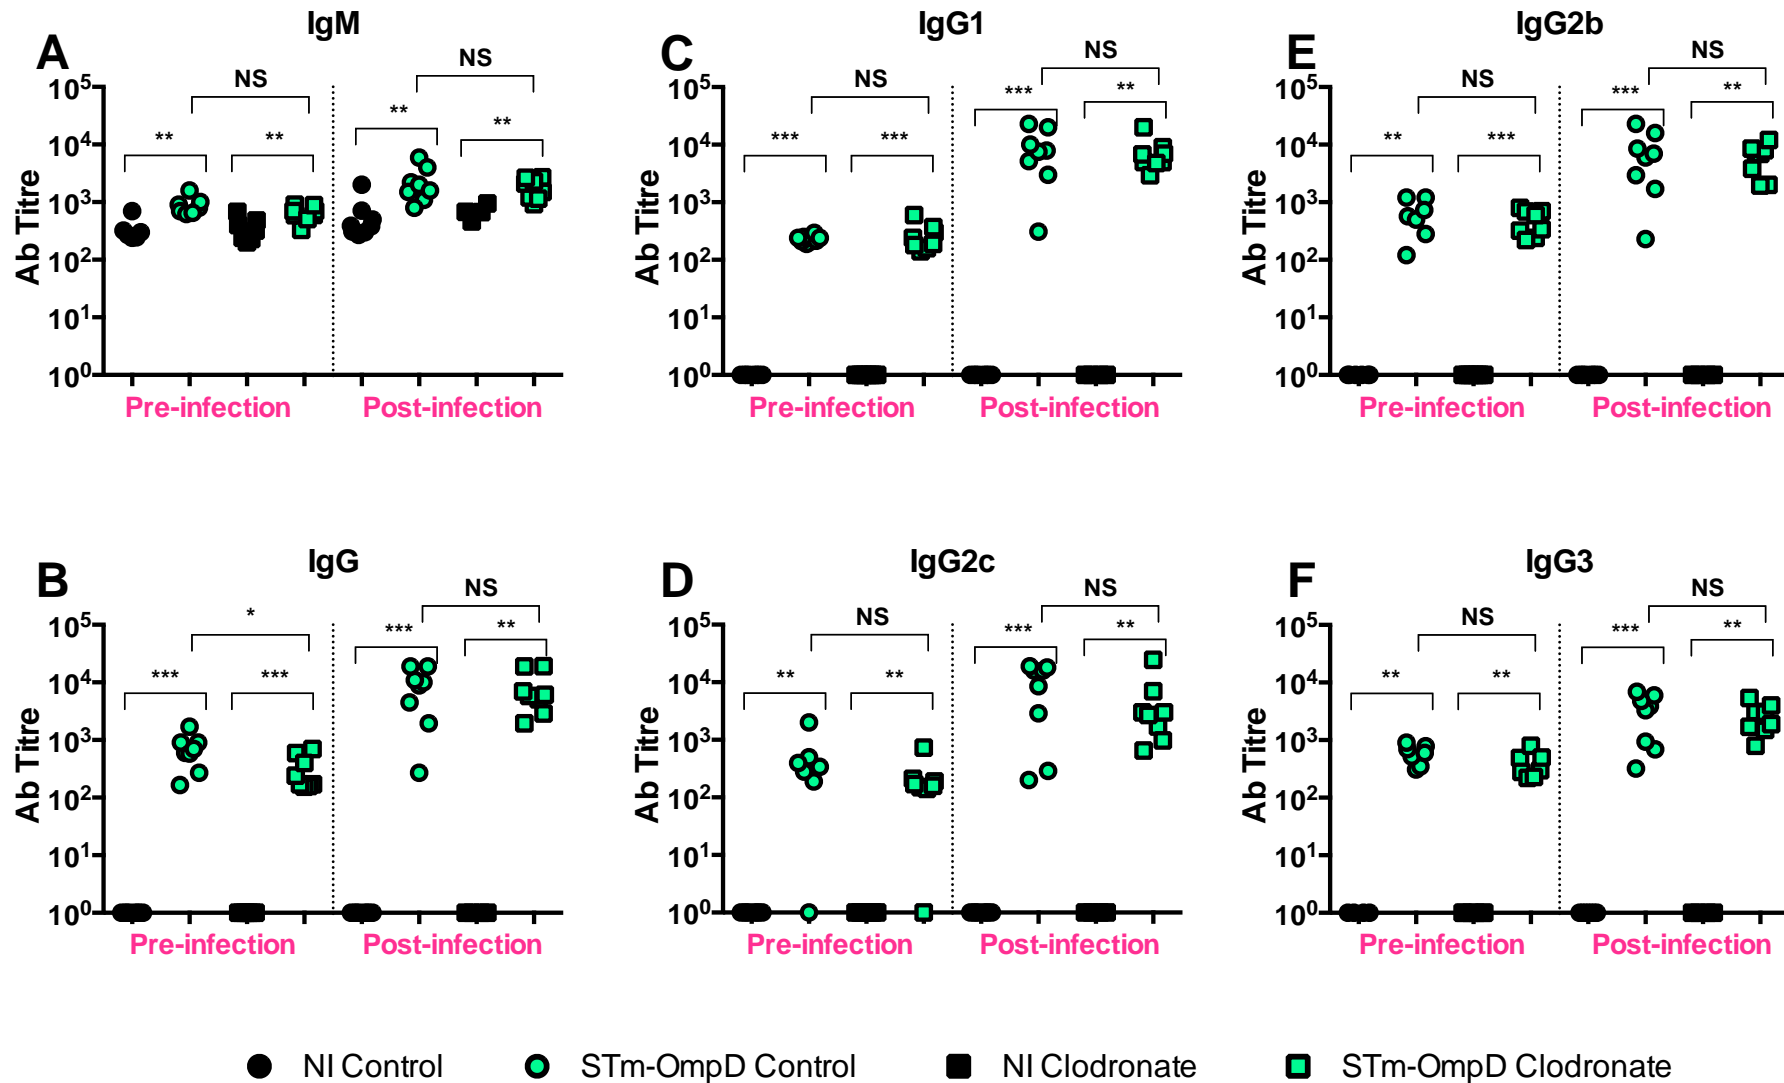 IgM
A
NS
NS
** ** ** **
Ab Titre
10^5
10^4
10^3
10^2
10^1
10^0
Pre-infection Post-infection
IgG1
C
NS
NS
*** *** *** **
Ab Titre
10^5
10^4
10^3
10^2
10^1
10^0
Pre-infection Post-infection
IgG2b
E
NS
NS
** *** *** **
Ab Titre
10^5
10^4
10^3
10^2
10^1
10^0
Pre-infection Post-infection
IgG
B
*
NS
*** *** *** **
Ab Titre
10^5
10^4
10^3
10^2
10^1
10^0
Pre-infection Post-infection
IgG2c
D
NS
NS
** ** *** **
Ab Titre
10^5
10^4
10^3
10^2
10^1
10^0
Pre-infection Post-infection
IgG3
F
NS
NS
** ** *** **
Ab Titre
10^5
10^4
10^3
10^2
10^1
10^0
Pre-infection Post-infection
NI Control STm-OmpD Control NI Clodronate STm-OmpD Clodronate